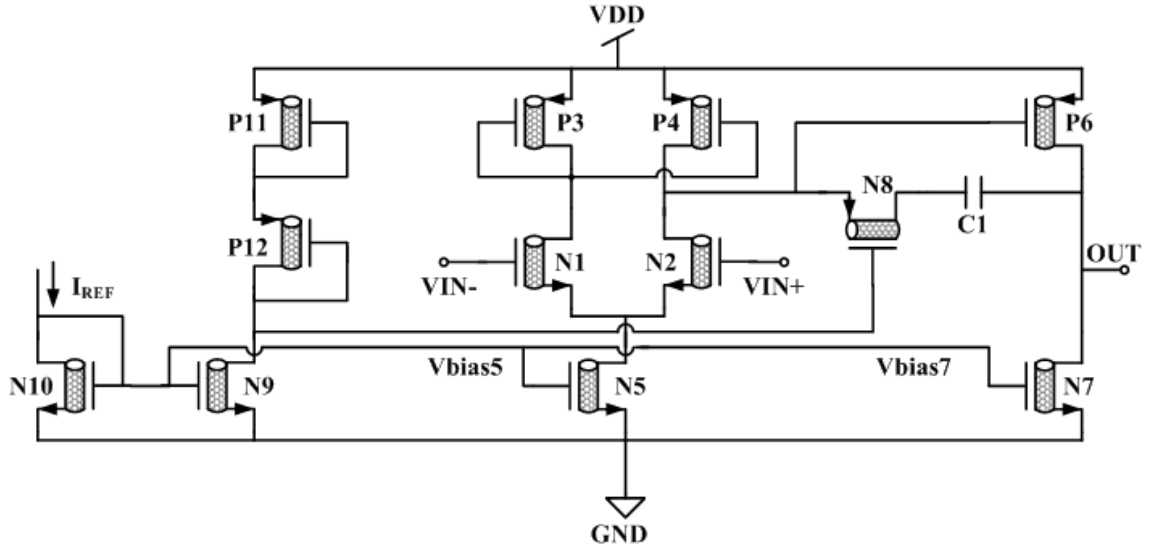 VDD
P11
P3
P4
P6
N8
C1
P12
N1
N2
OUT
VIN-
VIN+
IREF
Vbias5
Vbias7
N10
N9
N5
N7
GND